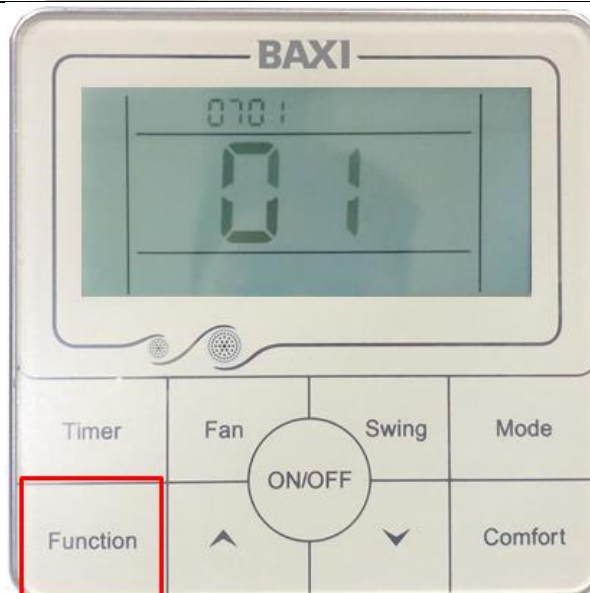 BAXI
0701
01
Timer Fan Swing Mode
ON/OFF
Function Comfort